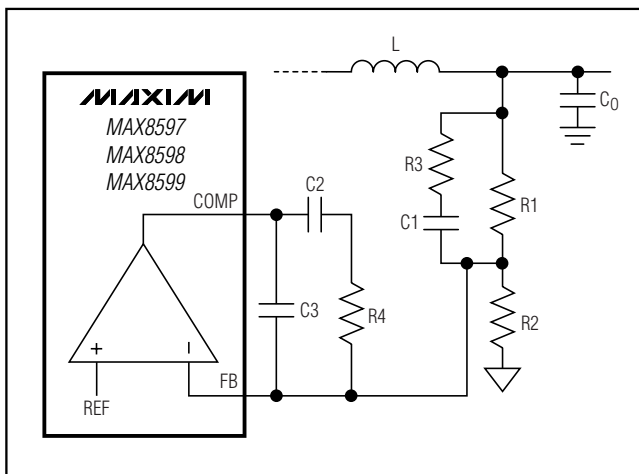 L
C0
MAXIM
MAX8597
MAX8598
MAX8599
R3
R1
COMP
C2
C1
C3
R4
R2
+
−
FB
REF